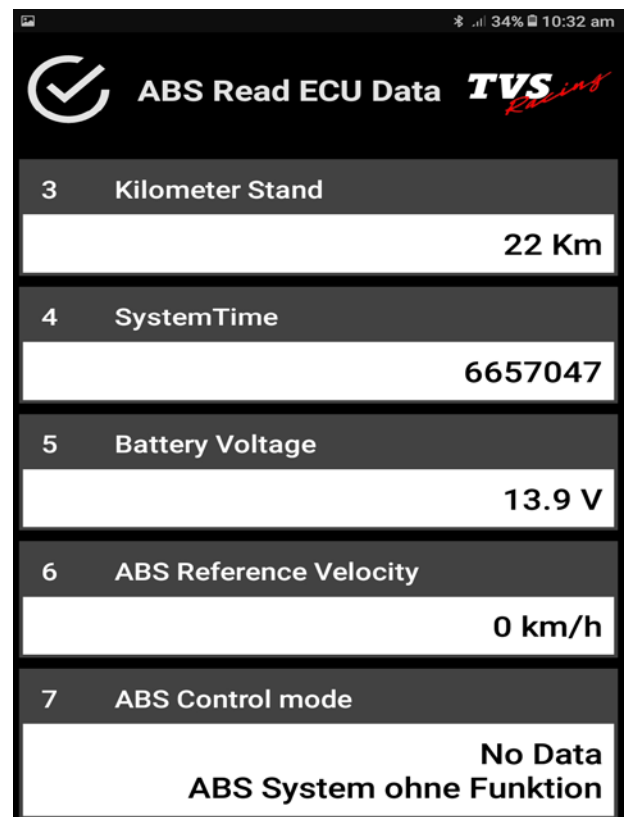 34% 10:32 am
ABS Read ECU Data
TVS
Racing
3 Kilometer Stand
22 Km
4 SystemTime
6657047
5 Battery Voltage
13.9 V
6 ABS Reference Velocity
0 km/h
7 ABS Control mode
No Data
ABS System ohne Funktion